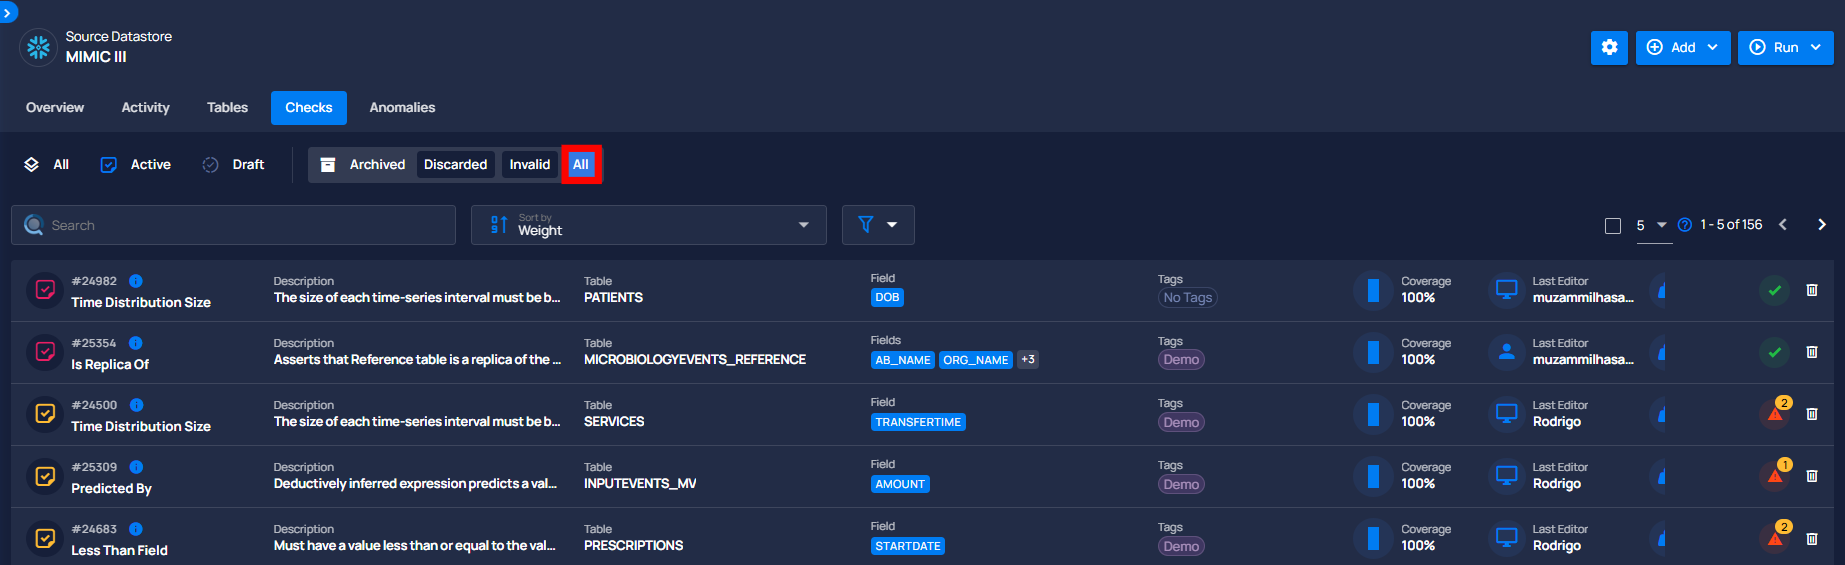 Source Datastore
MIMIC III
Add
Run
Overview
Activity
Tables
Checks
Anomalies
All
Active
Draft
Archived
Discarded
Invalid
All
Search
Sort by
Weight
5
1 - 5 of 156
#24982
Time Distribution Size
Description
The size of each time-series interval must be b...
Table
PATIENTS
Field
DOB
Tags
No Tags
Coverage
100%
Last Editor
muzammilhasa...
#25354
Is Replica Of
Description
Asserts that Reference table is a replica of the ...
Table
MICROBIOLOGYEVENTS_REFERENCE
Fields
AB_NAME ORG_NAME +3
Tags
Demo
Coverage
100%
Last Editor
muzammilhasa...
#24500
Time Distribution Size
Description
The size of each time-series interval must be b...
Table
SERVICES
Field
TRANSFERTIME
Tags
Demo
Coverage
100%
Last Editor
Rodrigo
2
#25309
Predicted By
Description
Deductively inferred expression predicts a val...
Table
INPUTEVENTS_MV
Field
AMOUNT
Tags
Demo
Coverage
100%
Last Editor
Rodrigo
1
#24683
Less Than Field
Description
Must have a value less than or equal to the val...
Table
PRESCRIPTIONS
Field
STARTDATE
Tags
Demo
Coverage
100%
Last Editor
Rodrigo
2